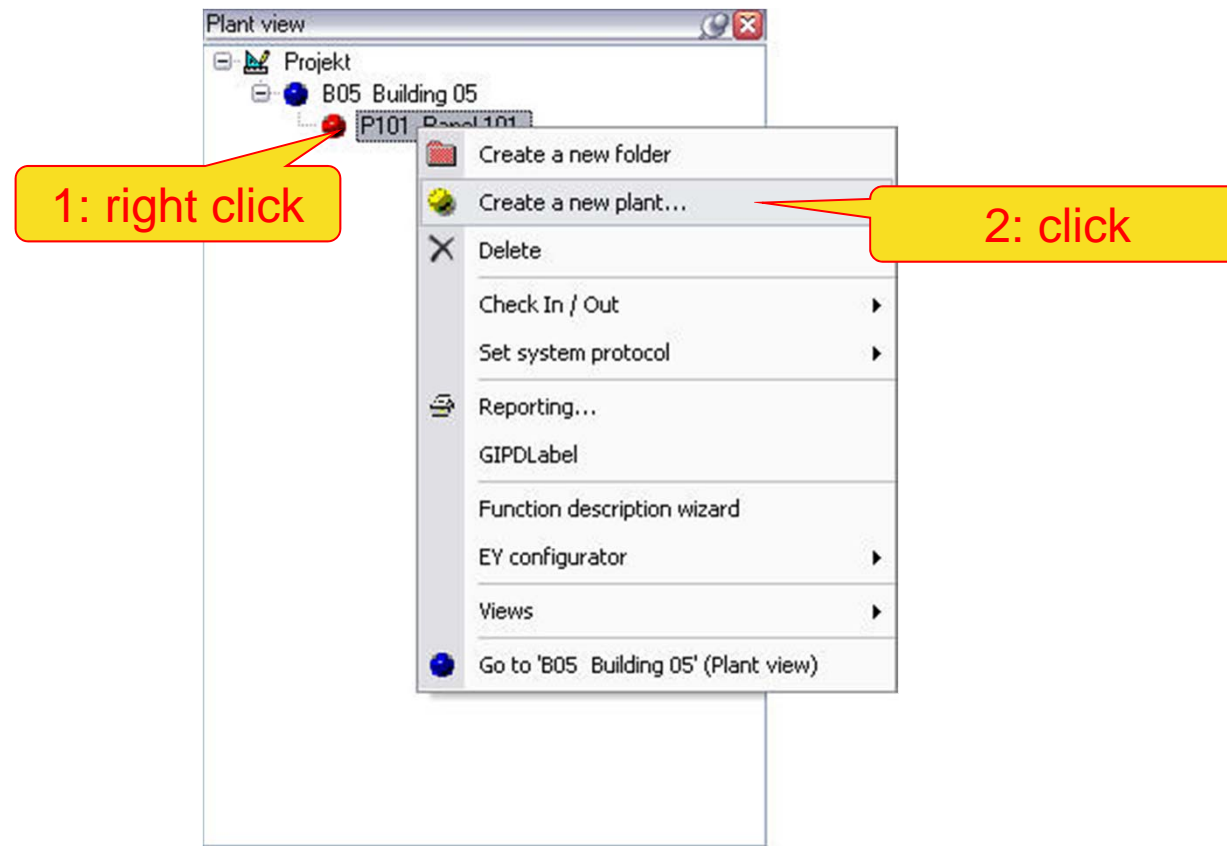 Plant view
Projekt
B05 Building 05
P101 Panel 101
1: right click
Create a new folder
Create a new plant...
2: click
Delete
Check In / Out
Set system protocol
Reporting...
GIPDLabel
Function description wizard
EY configurator
Views
Go to 'B05 Building 05' (Plant view)